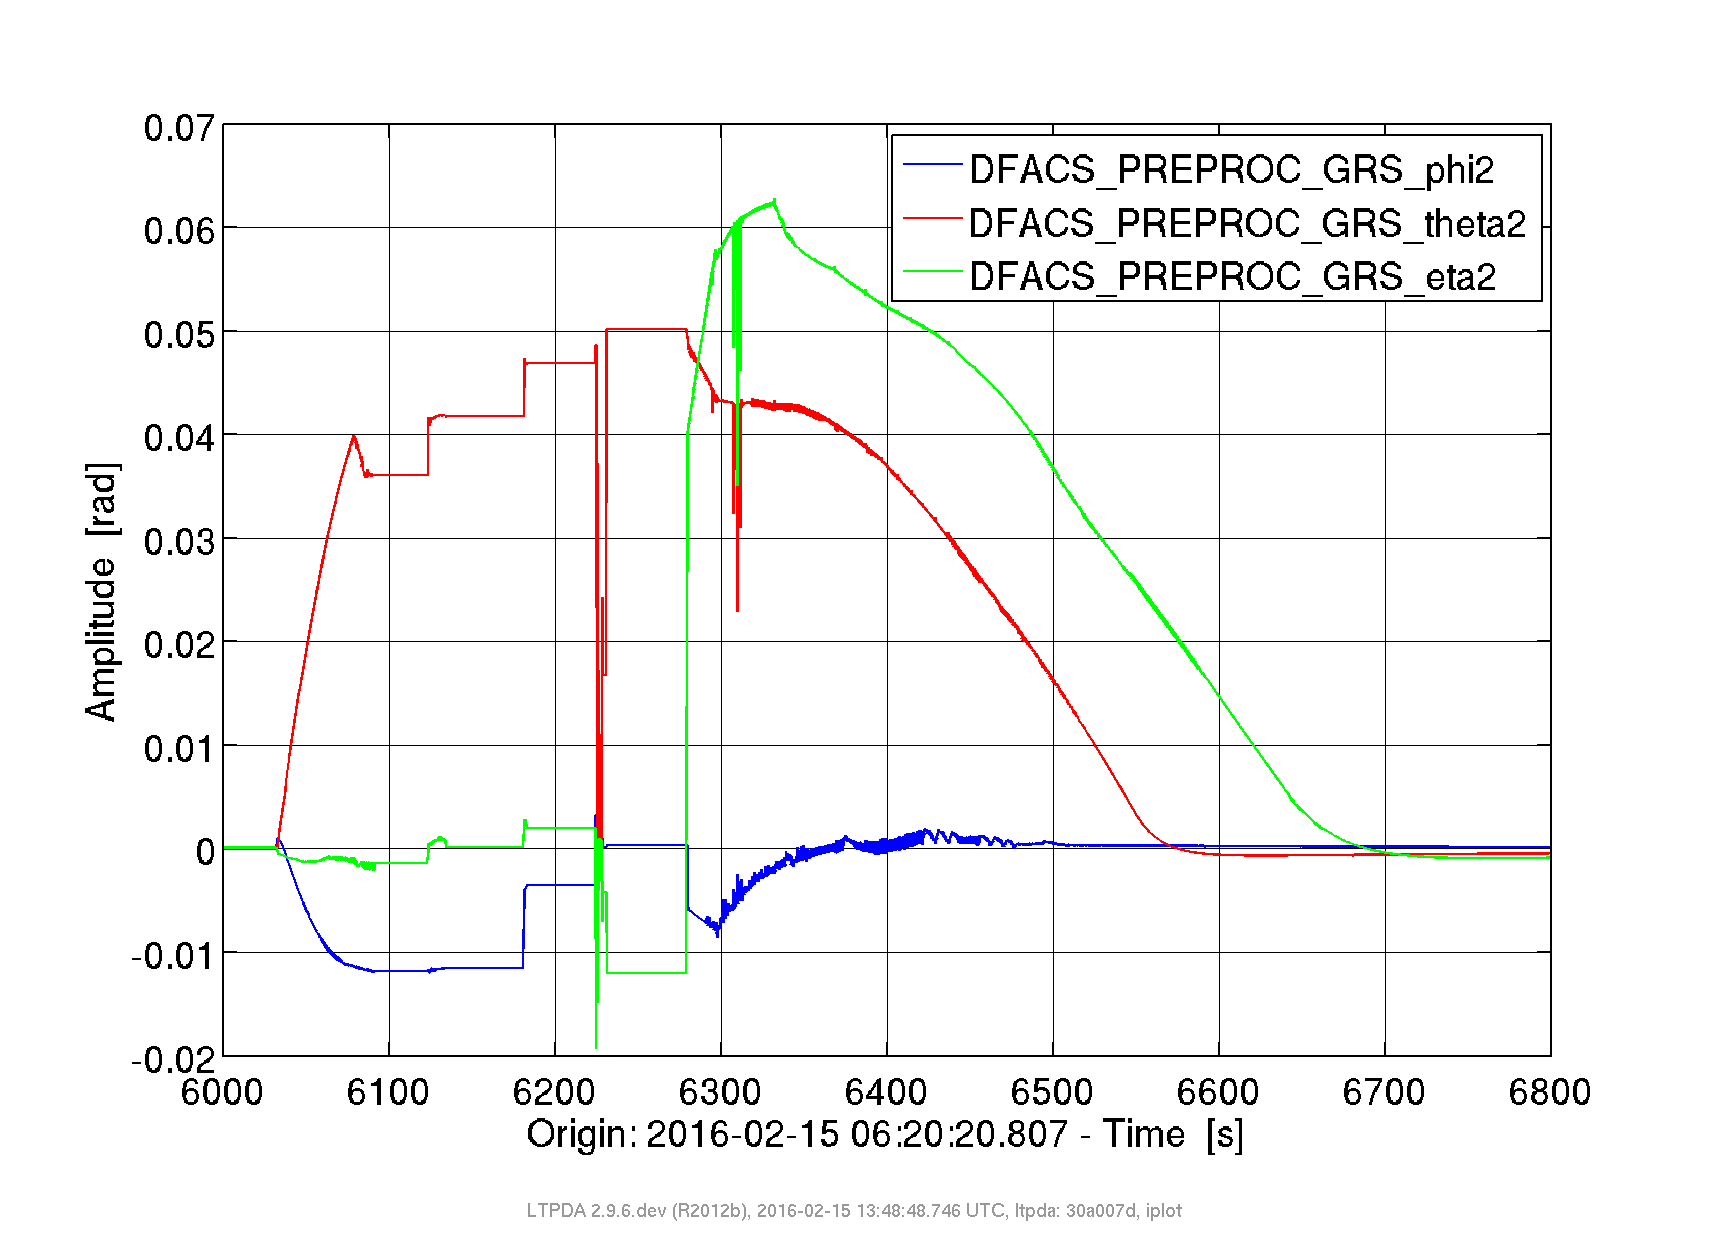 0.07
0.06
0.05
0.04
0.03
0.02
0.01
0
-0.01
-0.02
Amplitude [rad]
DFACS_PREPROC_GRS_phi2
DFACS_PREPROC_GRS_theta2
DFACS_PREPROC_GRS_eta2
6000 6100 6200 6300 6400 6500 6600 6700 6800
Origin: 2016-02-15 06:20:20.807 - Time [s]
LTPDA 2.9.6.dev (R2012b), 2016-02-15 13:48:48.746 UTC, ltpda: 30a007d, iplot